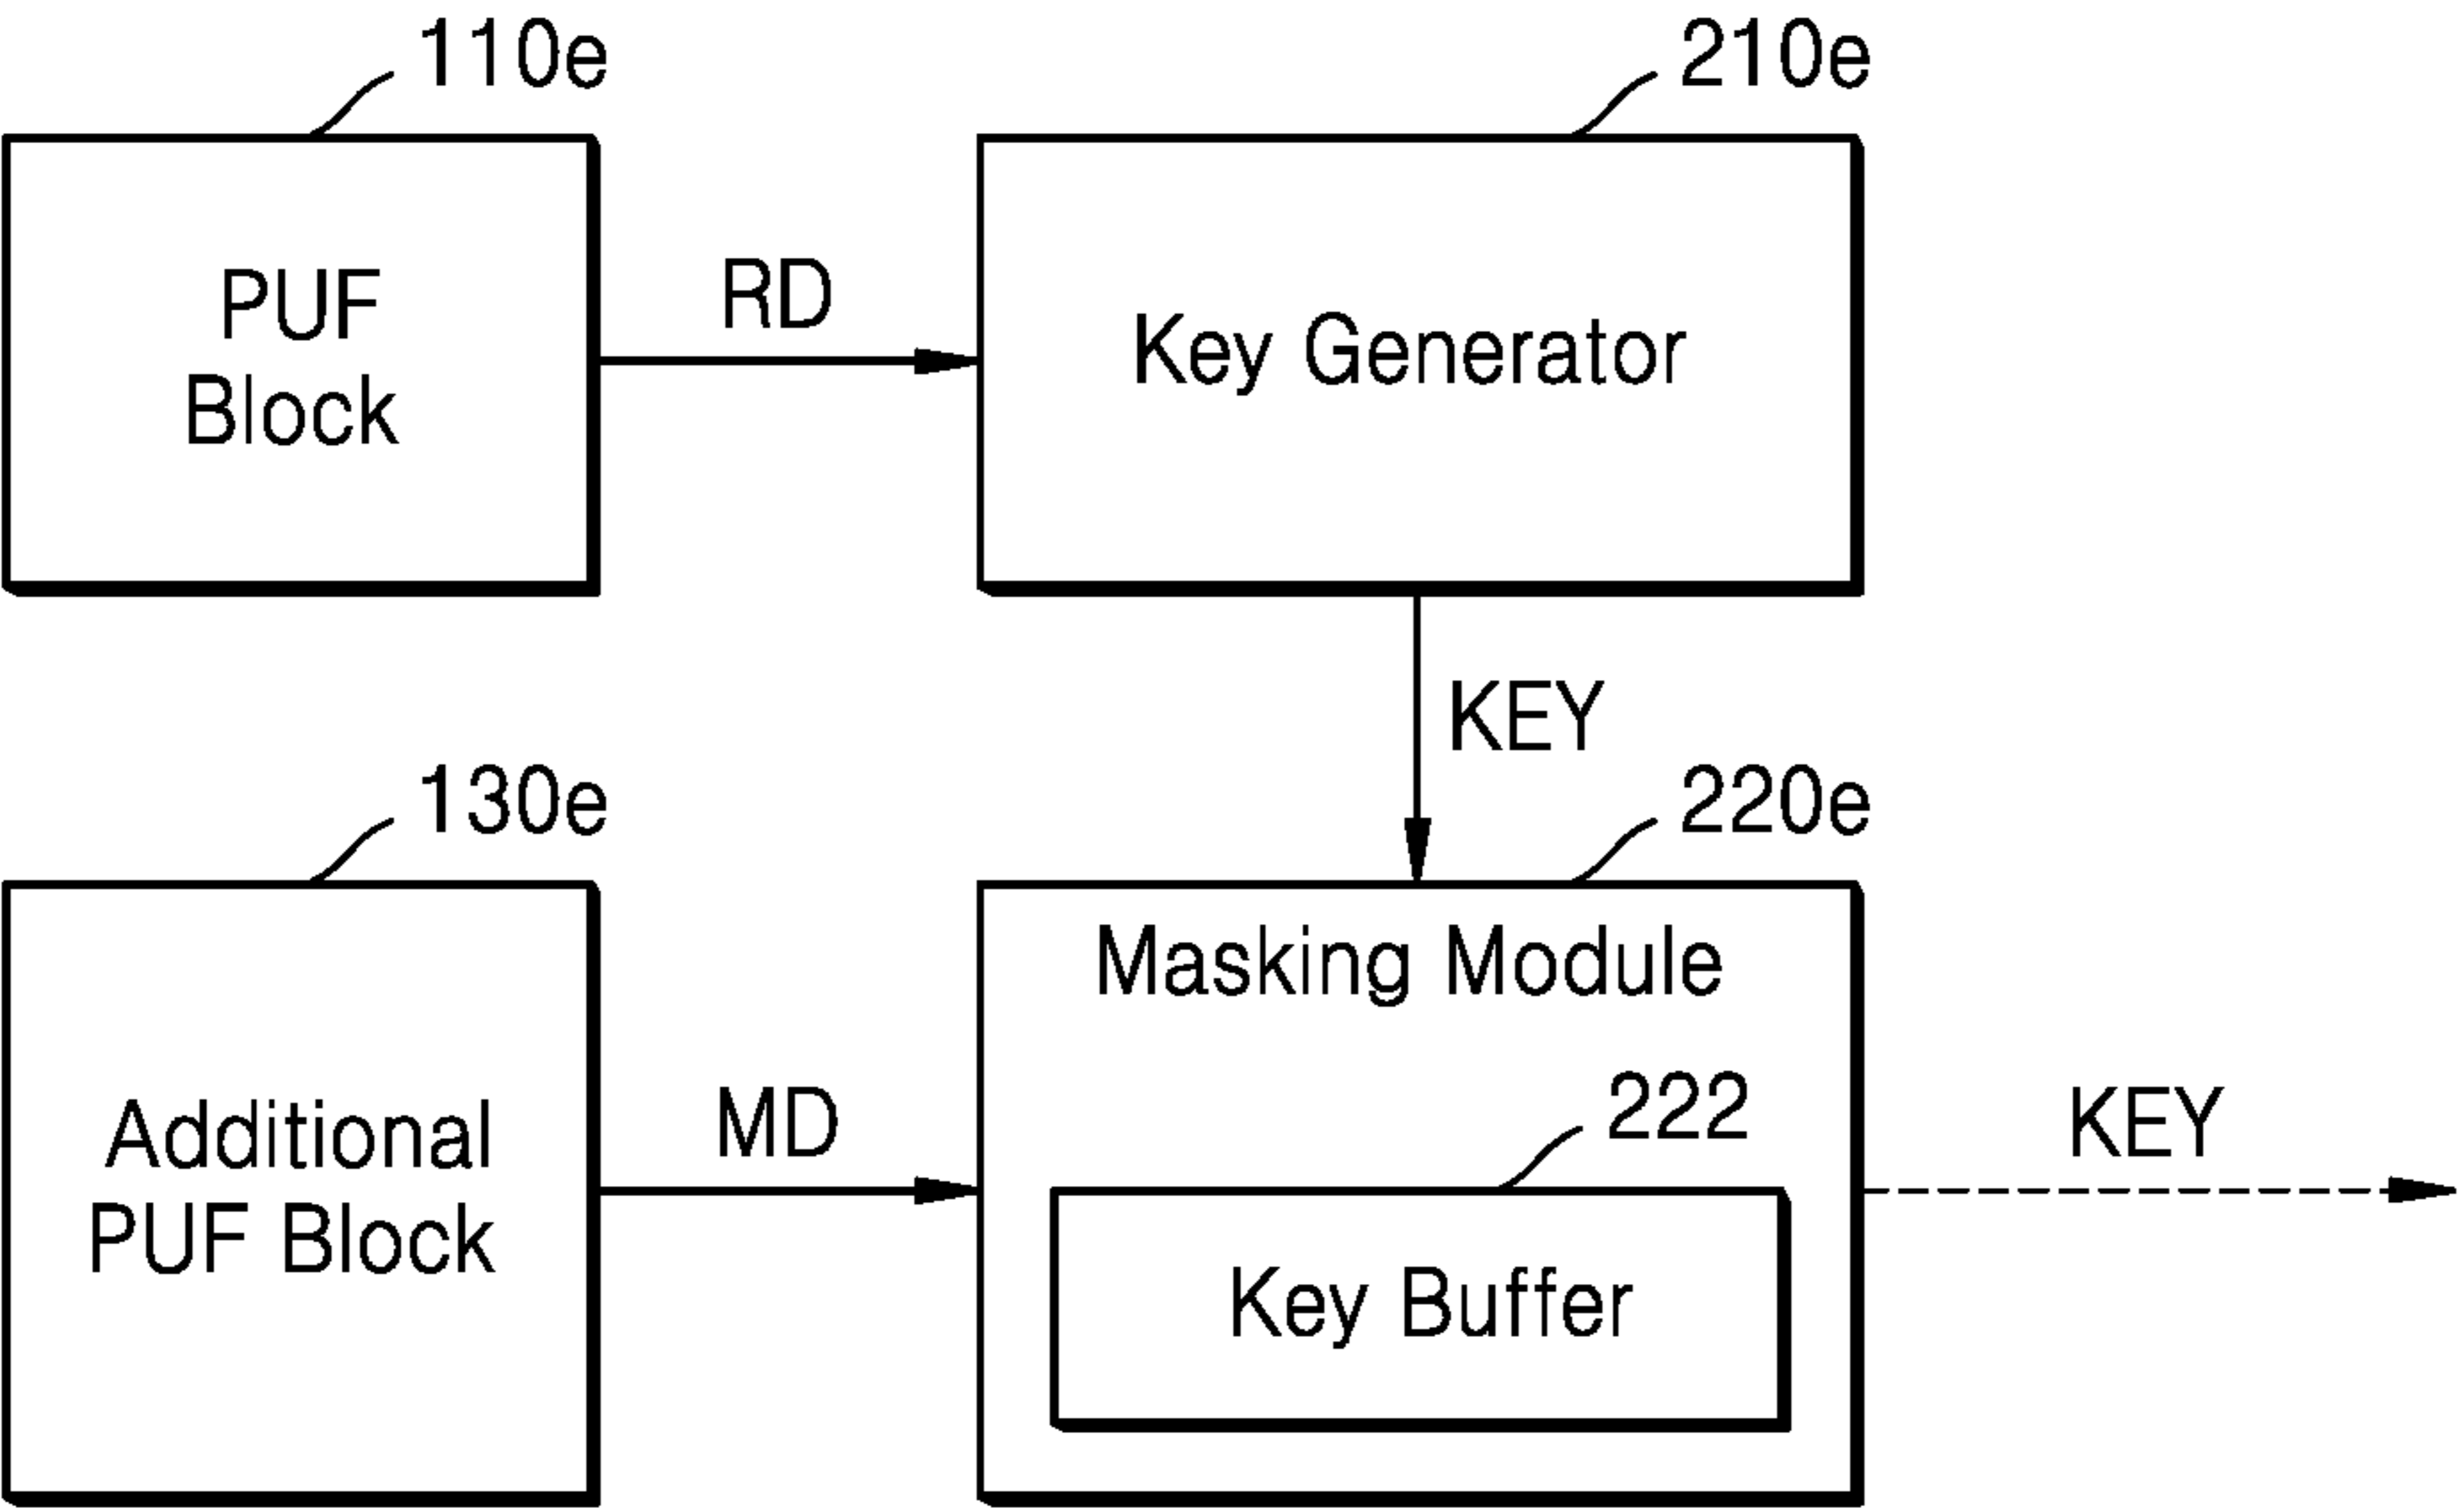 110e
210e
PUF
Block
RD
Key Generator
KEY
130e
220e
Additional
PUF Block
MD
Masking Module
222
Key Buffer
KEY